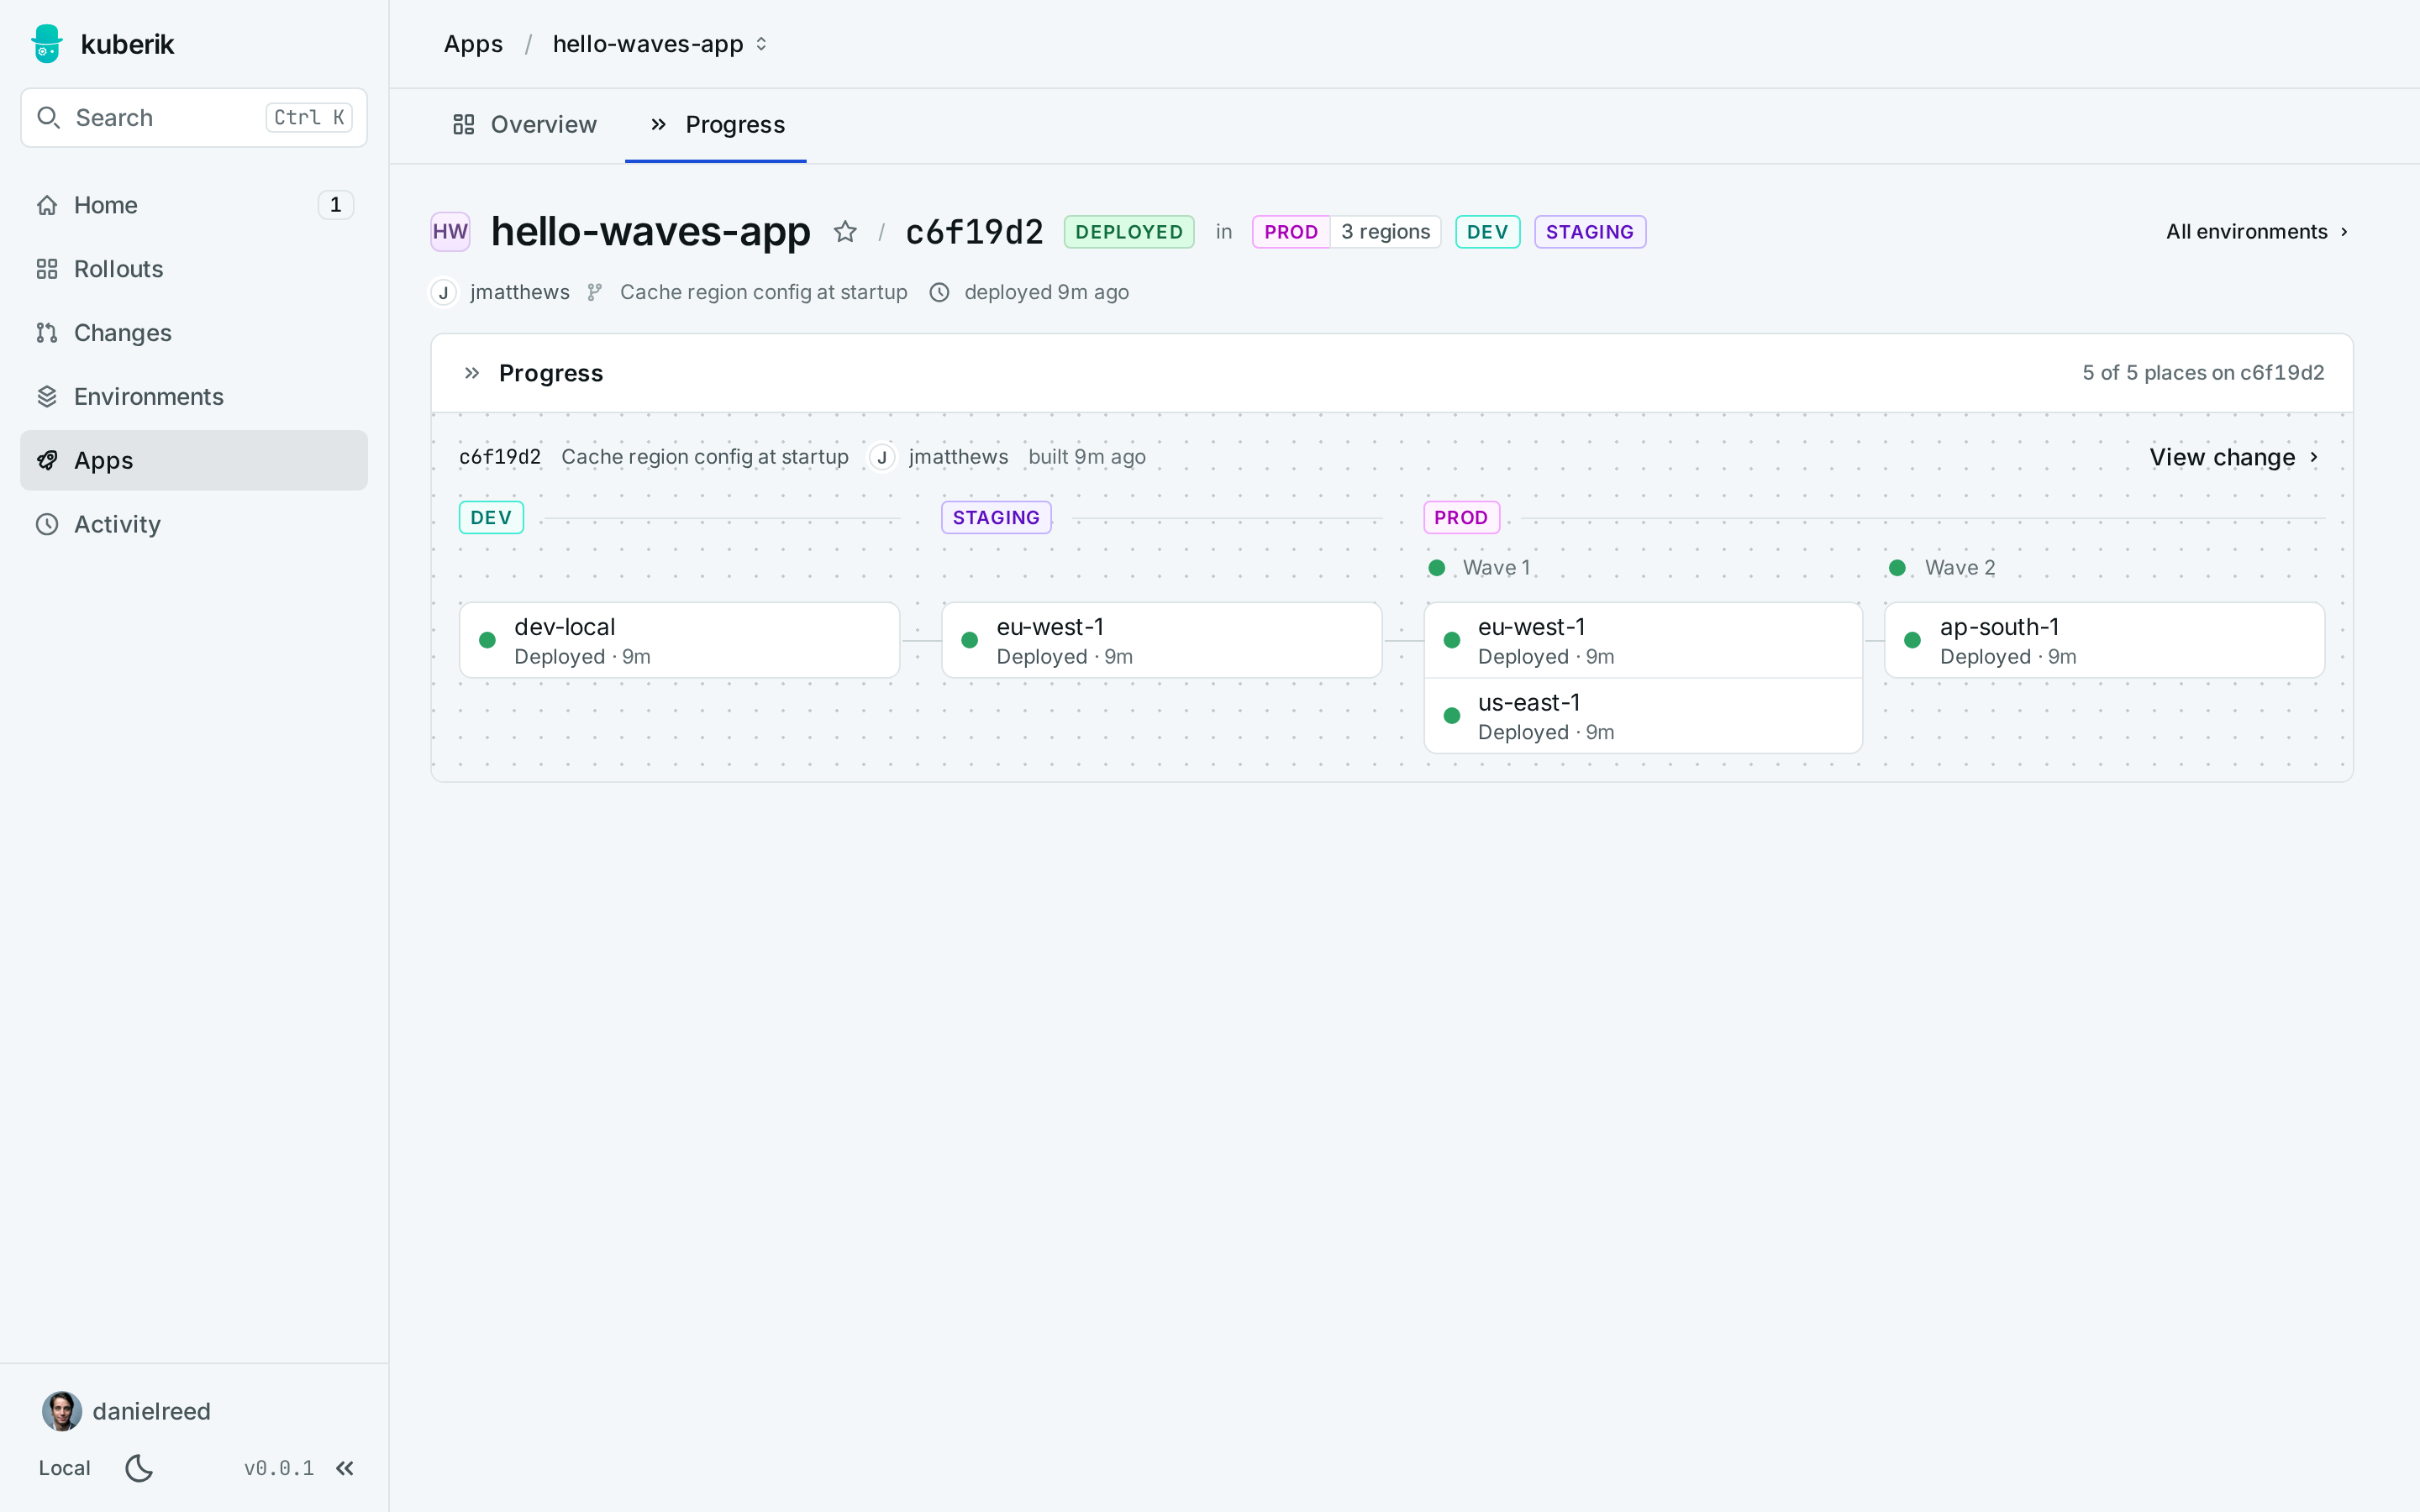 kuberik
Search Ctrl K
Home 1
Rollouts
Changes
Environments
Apps
Activity
danielreed
Local v0.0.1
Apps / hello-waves-app
Overview Progress
HW hello-waves-app / c6f19d2 DEPLOYED in PROD 3 regions DEV STAGING All environments
J jmatthews Cache region config at startup deployed 9m ago
Progress 5 of 5 places on c6f19d2
c6f19d2 Cache region config at startup J jmatthews built 9m ago View change
DEV STAGING PROD
Wave 1 Wave 2
dev-local eu-west-1 eu-west-1 ap-south-1
Deployed · 9m Deployed · 9m Deployed · 9m Deployed · 9m
us-east-1
Deployed · 9m